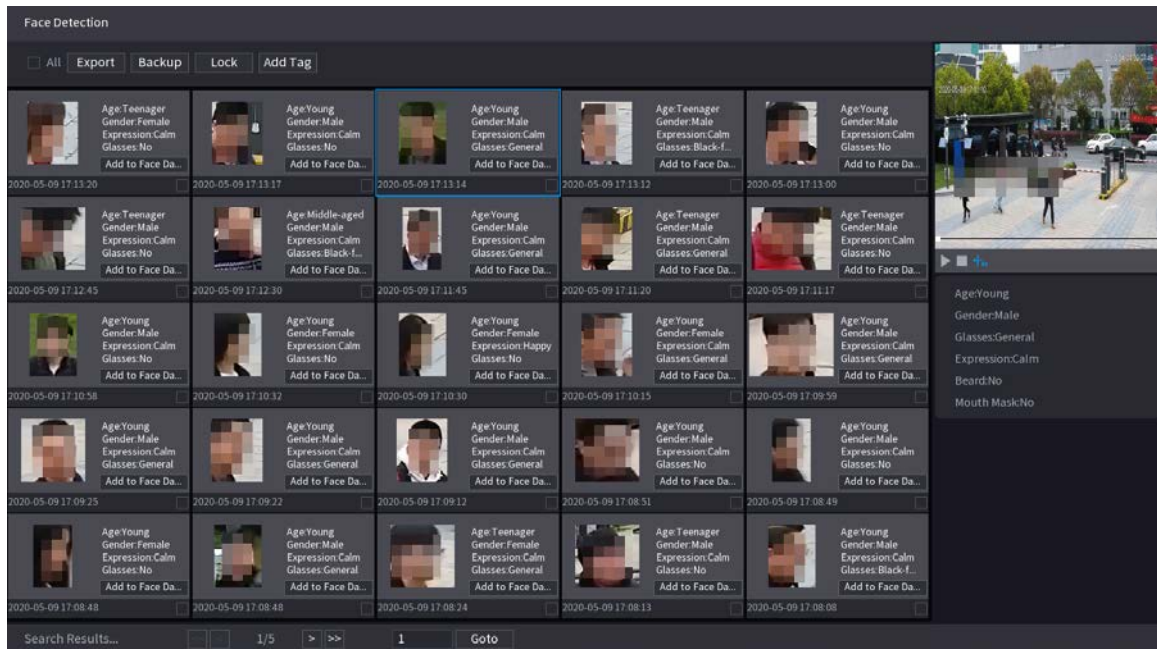 Face Detection
All Export Backup Lock Add Tag
Age:Teenager
Gender:Female
Expression:Calm
Glasses:No
Add to Face Da...
2020-05-09 17:13:20
Age:Young
Gender:Male
Expression:Calm
Glasses:No
Add to Face Da...
2020-05-09 17:13:17
Age:Young
Gender:Male
Expression:Calm
Glasses:General
Add to Face Da...
2020-05-09 17:13:14
Age:Teenager
Gender:Male
Expression:Calm
Glasses:Black-f...
Add to Face Da...
2020-05-09 17:13:12
Age:Young
Gender:Male
Expression:Calm
Glasses:No
Add to Face Da...
2020-05-09 17:13:00
Age:Teenager
Gender:Male
Expression:Calm
Glasses:No
Add to Face Da...
2020-05-09 17:12:45
Age:Middle-aged
Gender:Male
Expression:Calm
Glasses:Black-f...
Add to Face Da...
2020-05-09 17:12:30
Age:Young
Gender:Male
Expression:Calm
Glasses:General
Add to Face Da...
2020-05-09 17:11:45
Age:Teenager
Gender:Male
Expression:Calm
Glasses:General
Add to Face Da...
2020-05-09 17:11:20
Age:Teenager
Gender:Male
Expression:Calm
Glasses:No
Add to Face Da...
2020-05-09 17:11:17
Age:Young
Gender:Male
Expression:Calm
Glasses:No
Add to Face Da...
2020-05-09 17:10:58
Age:Young
Gender:Female
Expression:Calm
Glasses:No
Add to Face Da...
2020-05-09 17:10:32
Age:Young
Gender:Female
Expression:Happy
Glasses:No
Add to Face Da...
2020-05-09 17:10:30
Age:Young
Gender:Female
Expression:Calm
Glasses:General
Add to Face Da...
2020-05-09 17:10:15
Age:Young
Gender:Male
Expression:Calm
Glasses:General
Add to Face Da...
2020-05-09 17:09:59
Age:Young
Gender:Male
Expression:Calm
Glasses:General
Add to Face Da...
2020-05-09 17:09:25
Age:Young
Gender:Male
Expression:Calm
Glasses:General
Add to Face Da...
2020-05-09 17:09:22
Age:Young
Gender:Male
Expression:Calm
Glasses:General
Add to Face Da...
2020-05-09 17:09:12
Age:Young
Gender:Male
Expression:Calm
Glasses:No
Add to Face Da...
2020-05-09 17:08:51
Age:Young
Gender:Male
Expression:Calm
Glasses:No
Add to Face Da...
2020-05-09 17:08:49
Age:Young
Gender:Female
Expression:Calm
Glasses:No
Add to Face Da...
2020-05-09 17:08:48
Age:Young
Gender:Male
Expression:Calm
Glasses:General
Add to Face Da...
2020-05-09 17:08:48
Age:Teenager
Gender:Female
Expression:Calm
Glasses:General
Add to Face Da...
2020-05-09 17:08:24
Age:Teenager
Gender:Male
Expression:Calm
Glasses:No
Add to Face Da...
2020-05-09 17:08:13
Age:Young
Gender:Male
Expression:Calm
Glasses:Black-f...
Add to Face Da...
2020-05-09 17:08:08
Age:Young
Gender:Male
Glasses:General
Expression:Calm
Beard:No
Mouth Mask:No
Search Results... 1/5 > >> 1 Goto